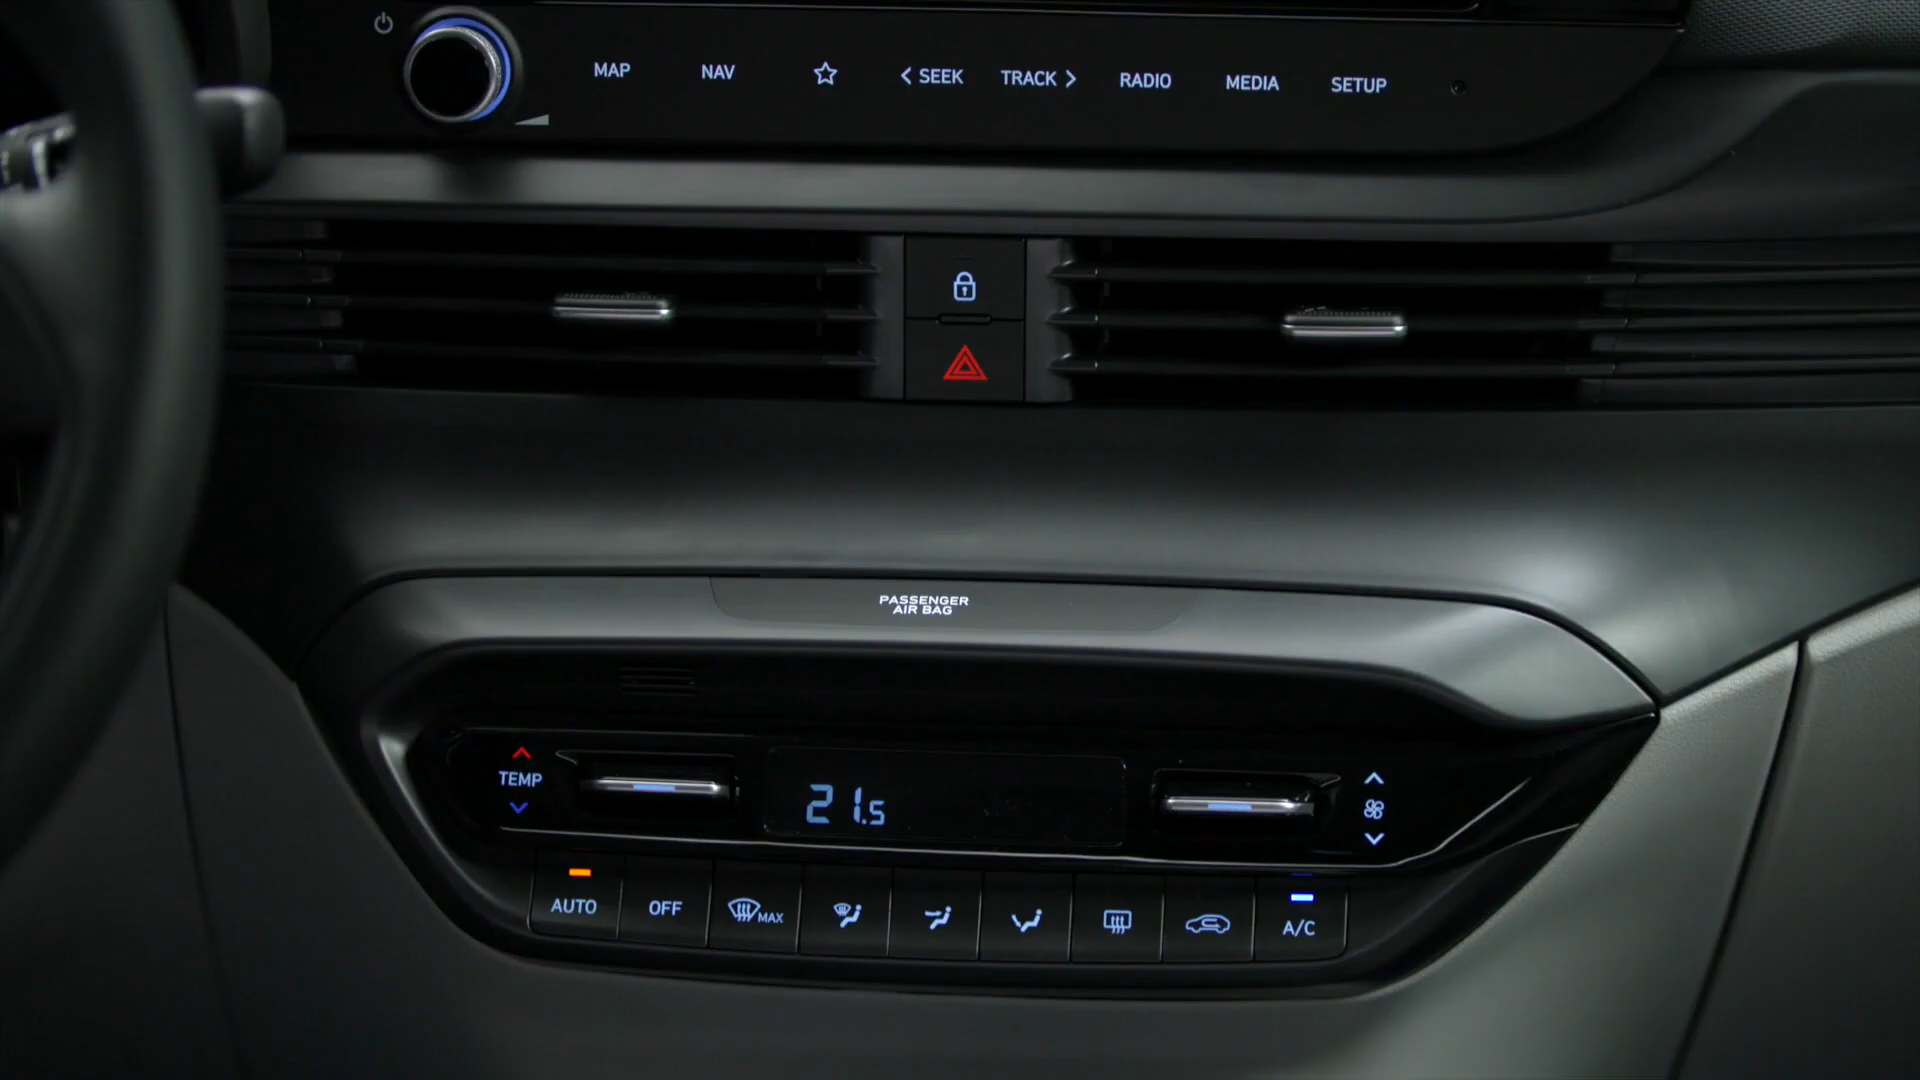 MAP NAV SEEK TRACK RADIO MEDIA SETUP
PASSENGER
AIR BAG
TEMP
21.5
AUTO OFF MAX A/C